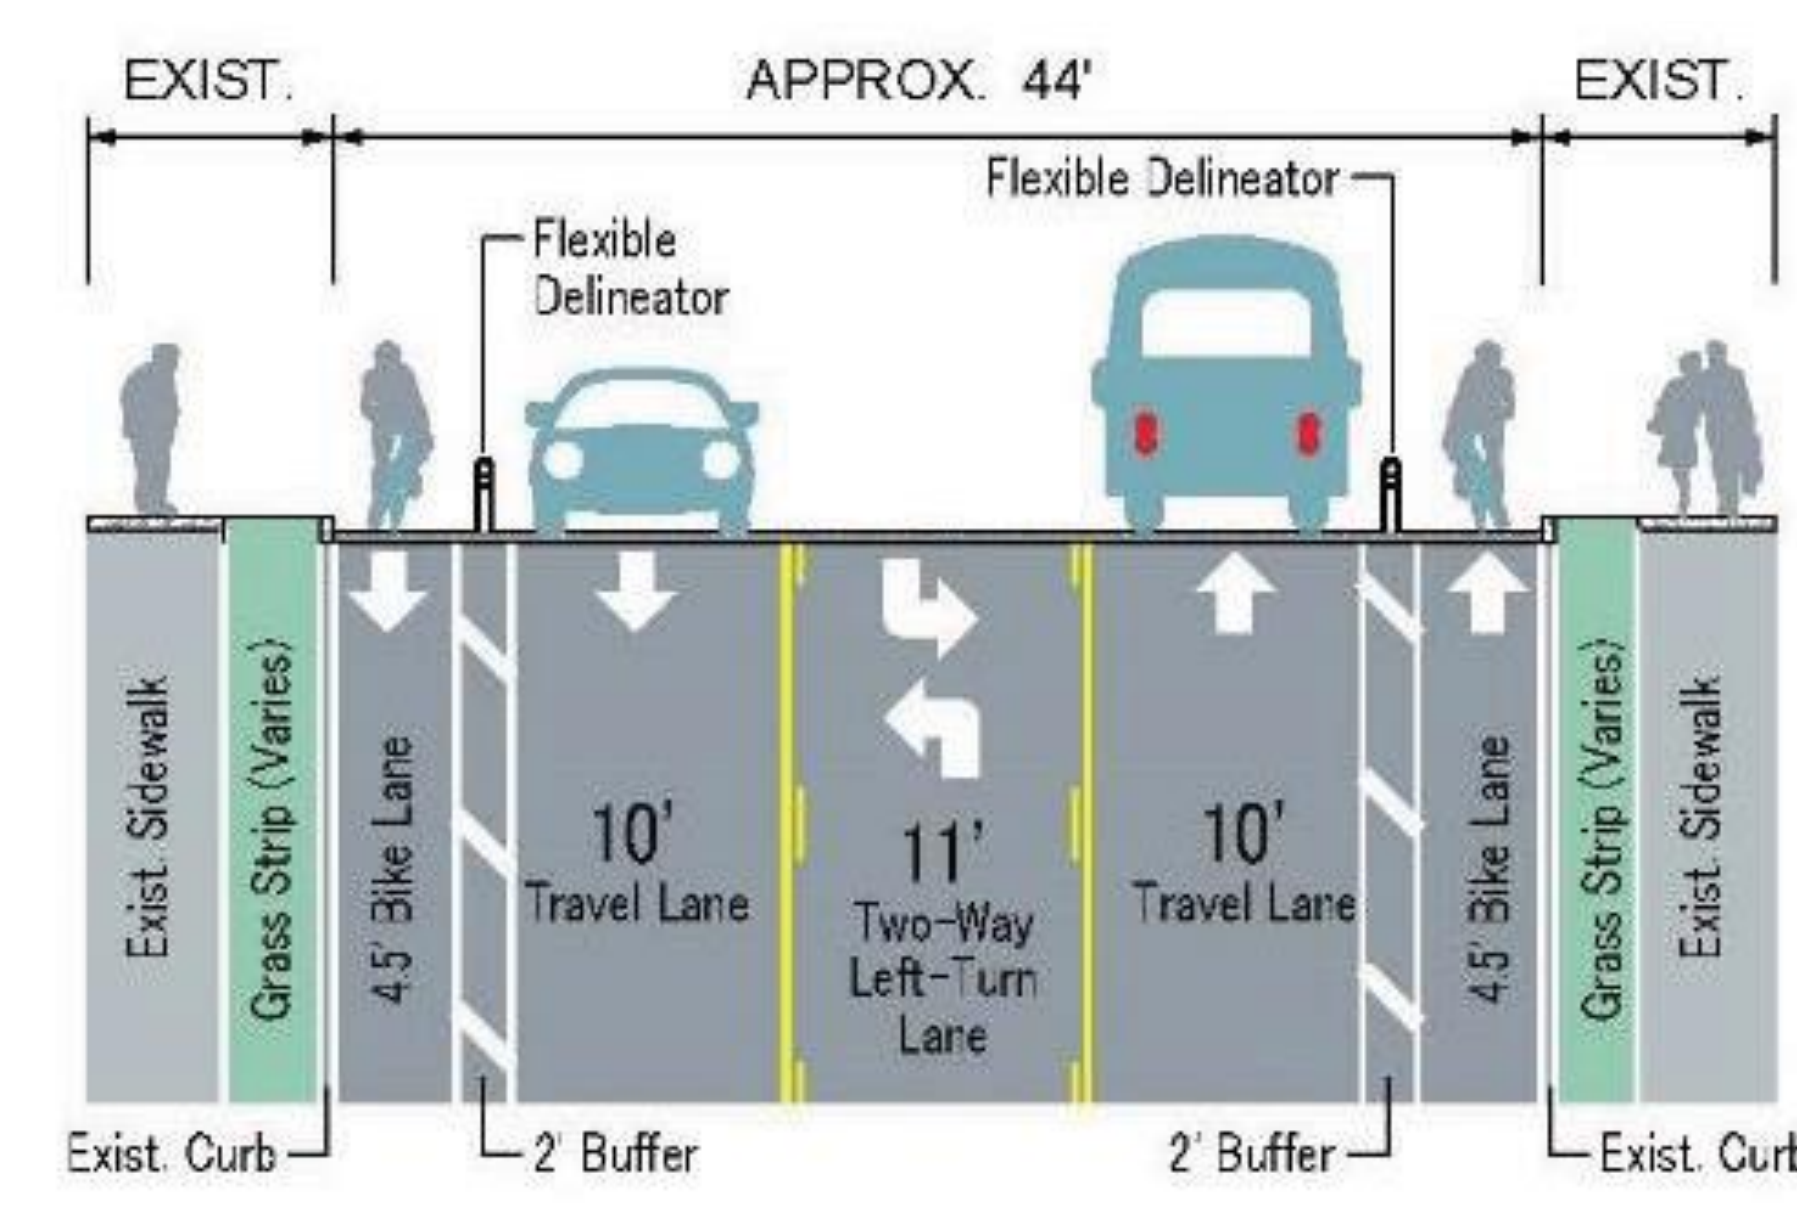 EXIST.
APPROX. 44'
EXIST.
Flexible Delineator
Flexible
Delineator
Exist. Sidewalk
Grass Strip (Varies)
4.5' Bike Lane
10'
Travel Lane
11'
Two-Way
Left-Turn
Lane
10'
Travel Lane
4.5' Bike Lane
Grass Strip (Varies)
Exist. Sidewalk
Exist. Curb
2' Buffer
2' Buffer
Exist. Curb